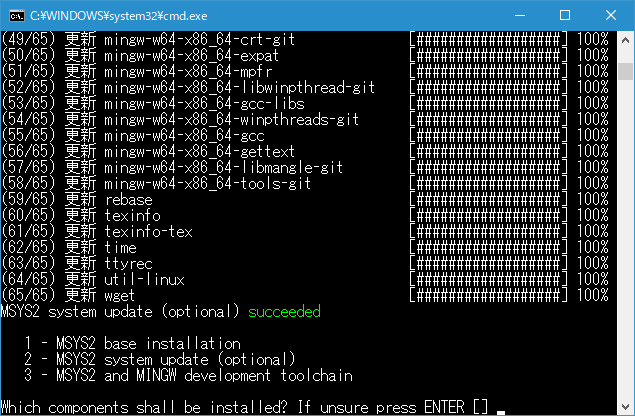 C:¥WINDOWS¥system32¥cmd.exe
(49/65) 更新 mingw-w64-x86_64-crt-git [##################] 100%
(50/65) 更新 mingw-w64-x86_64-expat [##################] 100%
(51/65) 更新 mingw-w64-x86_64-mpfr [##################] 100%
(52/65) 更新 mingw-w64-x86_64-libwinpthread-git [##################] 100%
(53/65) 更新 mingw-w64-x86_64-gcc-libs [##################] 100%
(54/65) 更新 mingw-w64-x86_64-winpthreads-git [##################] 100%
(55/65) 更新 mingw-w64-x86_64-gcc [##################] 100%
(56/65) 更新 mingw-w64-x86_64-gettext [##################] 100%
(57/65) 更新 mingw-w64-x86_64-libmangle-git [##################] 100%
(58/65) 更新 mingw-w64-x86_64-tools-git [##################] 100%
(59/65) 更新 rebase [##################] 100%
(60/65) 更新 texinfo [##################] 100%
(61/65) 更新 texinfo-tex [##################] 100%
(62/65) 更新 time [##################] 100%
(63/65) 更新 ttyrec [##################] 100%
(64/65) 更新 util-linux [##################] 100%
(65/65) 更新 wget [##################] 100%
MSYS2 system update (optional) succeeded
1 - MSYS2 base installation
2 - MSYS2 system update (optional)
3 - MSYS2 and MINGW development toolchain
Which components shall be installed? If unsure press ENTER []